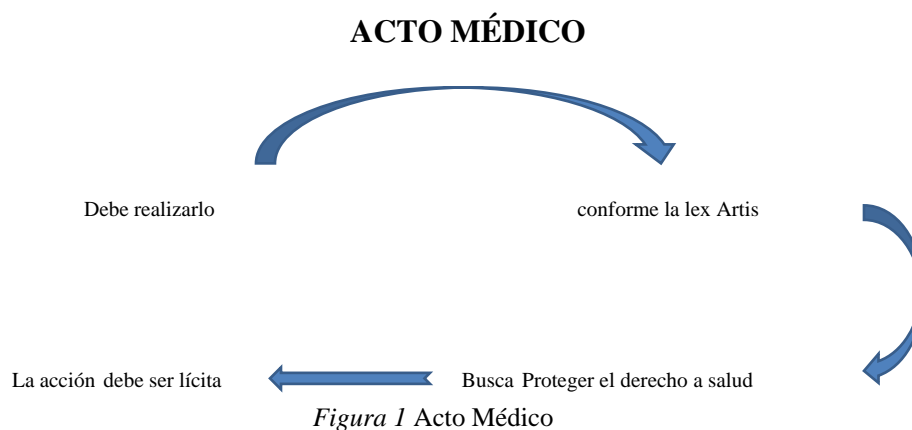 ACTO MÉDICO
Debe realizarlo
conforme la lex Artis
La acción debe ser lícita
Busca Proteger el derecho a salud
Figura 1 Acto Médico